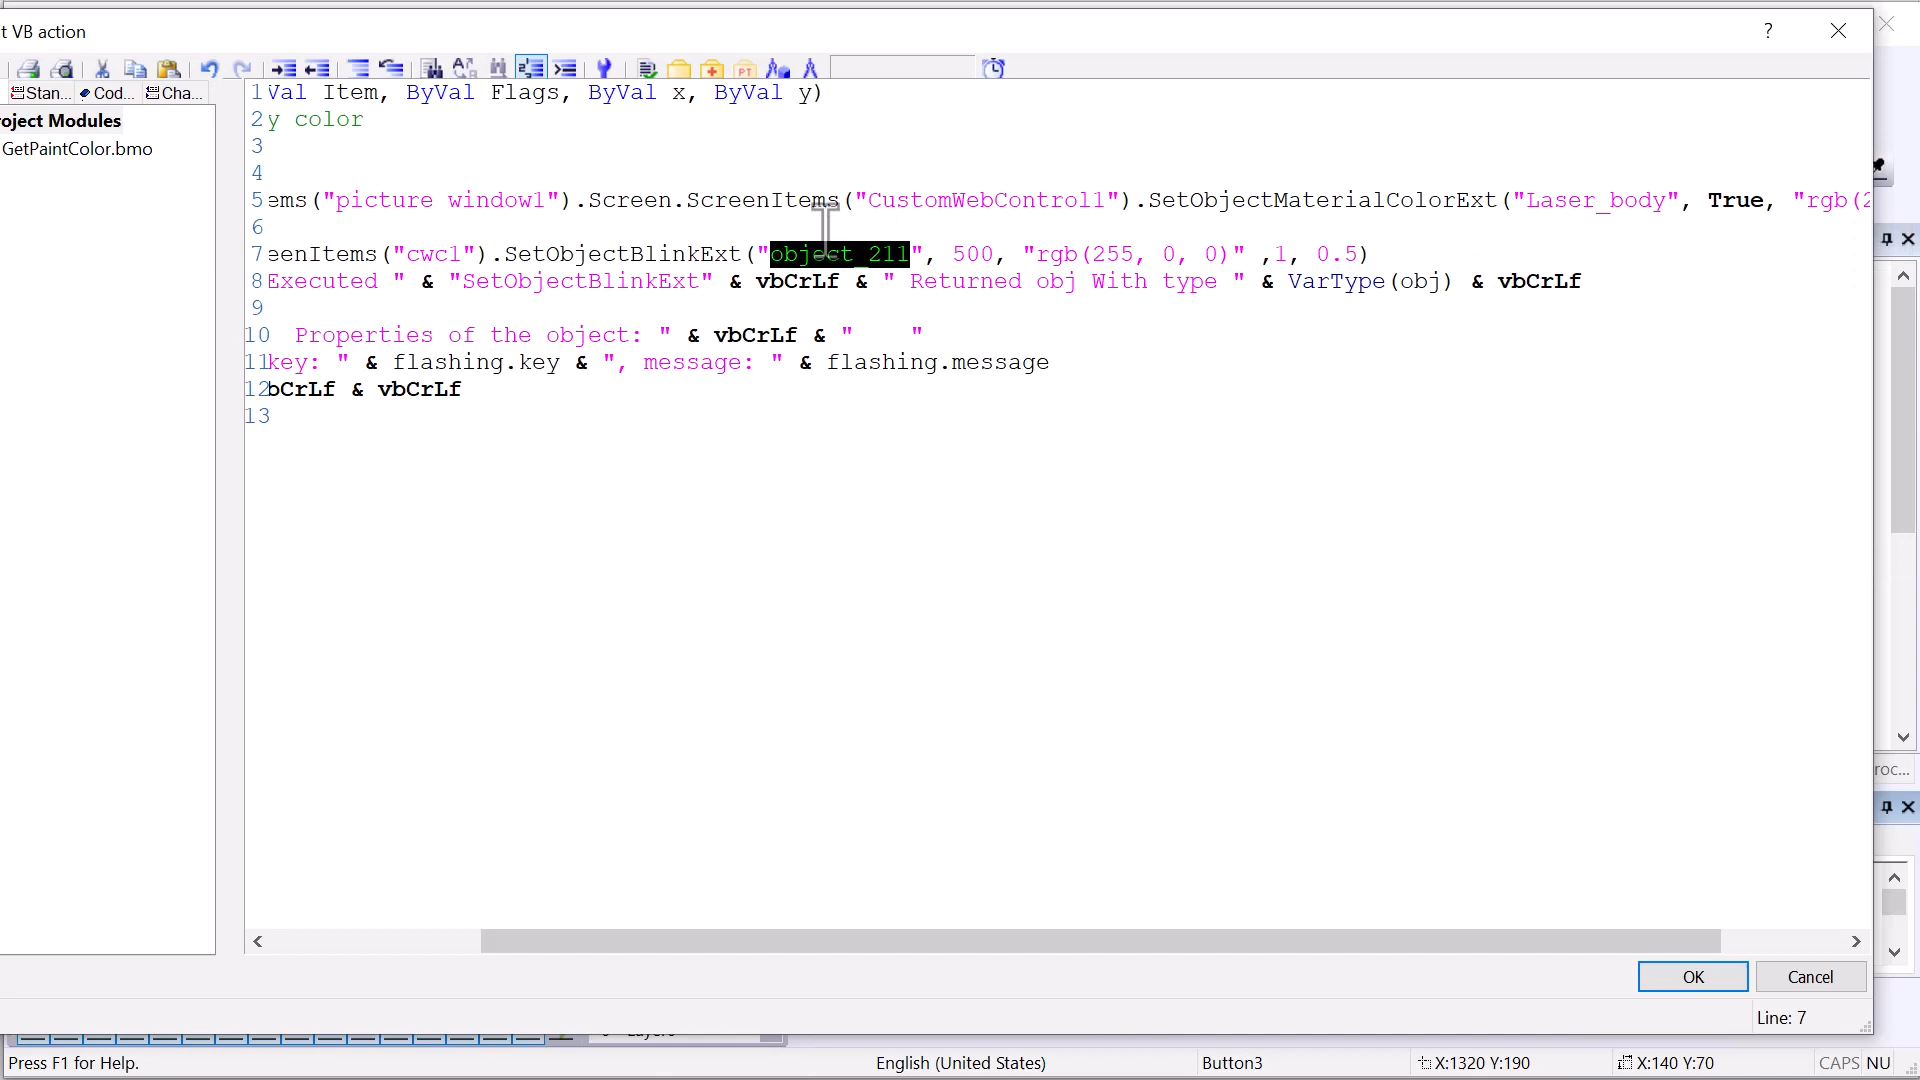 t VB action
?
Stan... Cod... Cha...
roject Modules
GetPaintColor.bmo
1 Val Item, ByVal Flags, ByVal x, ByVal y)
2 y color
3
4
5 ems("picture window1").Screen.ScreenItems("CustomWebControl1").SetObjectMaterialColorExt("Laser_body", True, "rgb(2
6
7 eenItems("cwc1").SetObjectBlinkExt("object_211", 500, "rgb(255, 0, 0)" ,1, 0.5)
8 Executed " & "SetObjectBlinkExt" & vbCrLf & " Returned obj With type " & VarType(obj) & vbCrLf
9
10 Properties of the object: " & vbCrLf & "    "
11 key: " & flashing.key & ", message: " & flashing.message
12 bCrLf & vbCrLf
13
roc...
OK Cancel
Line: 7
Press F1 for Help. English (United States) Button3 X:1320 Y:190 X:140 Y:70 CAPS NU